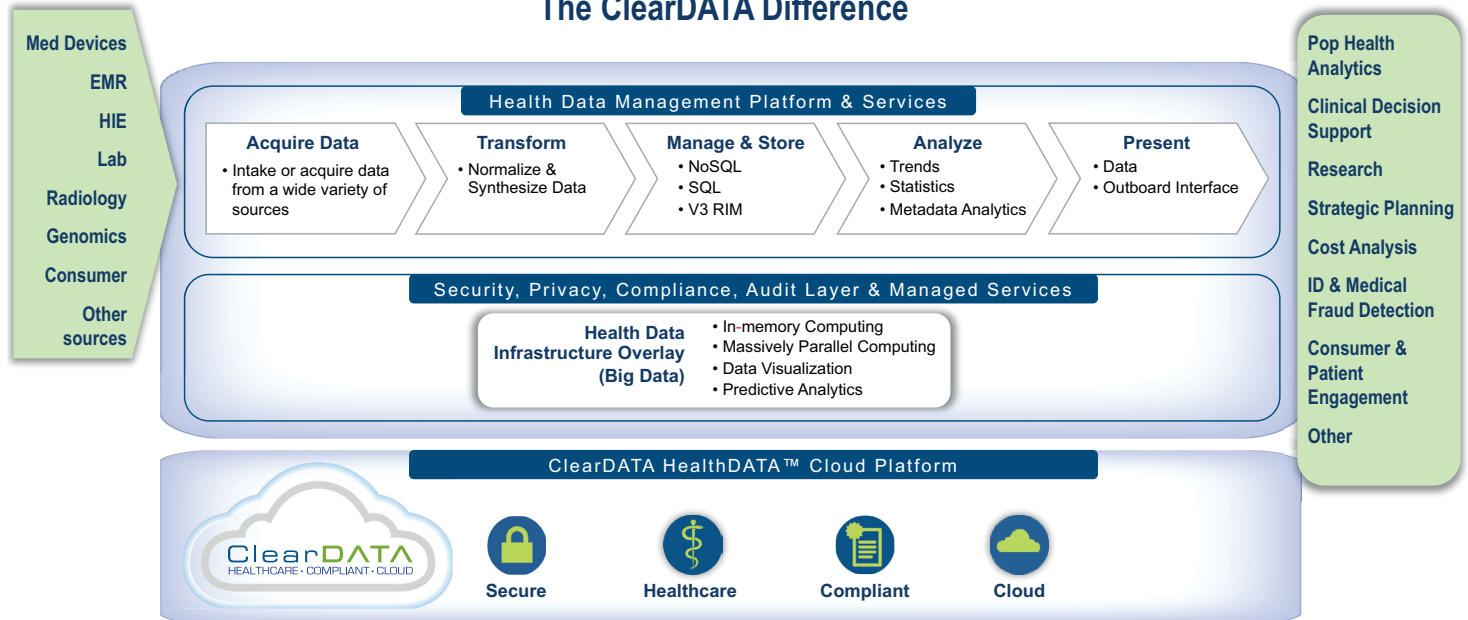 The ClearDATA Difference
Med Devices
EMR
HIE
Lab
Radiology
Genomics
Consumer
Other
sources
Health Data Management Platform & Services
Acquire Data
• Intake or acquire data
from a wide variety of
sources
Transform
• Normalize &
Synthesize Data
Manage & Store
• NoSQL
• SQL
• V3 RIM
Analyze
• Trends
• Statistics
• Metadata Analytics
Present
• Data
• Outboard Interface
Security, Privacy, Compliance, Audit Layer & Managed Services
Health Data
Infrastructure Overlay
(Big Data)
• In-memory Computing
• Massively Parallel Computing
• Data Visualization
• Predictive Analytics
ClearDATA HealthDATA™ Cloud Platform
ClearDATA
HEALTHCARE • COMPLIANT • CLOUD
Secure
Healthcare
Compliant
Cloud
Pop Health
Analytics
Clinical Decision
Support
Research
Strategic Planning
Cost Analysis
ID & Medical
Fraud Detection
Consumer &
Patient
Engagement
Other